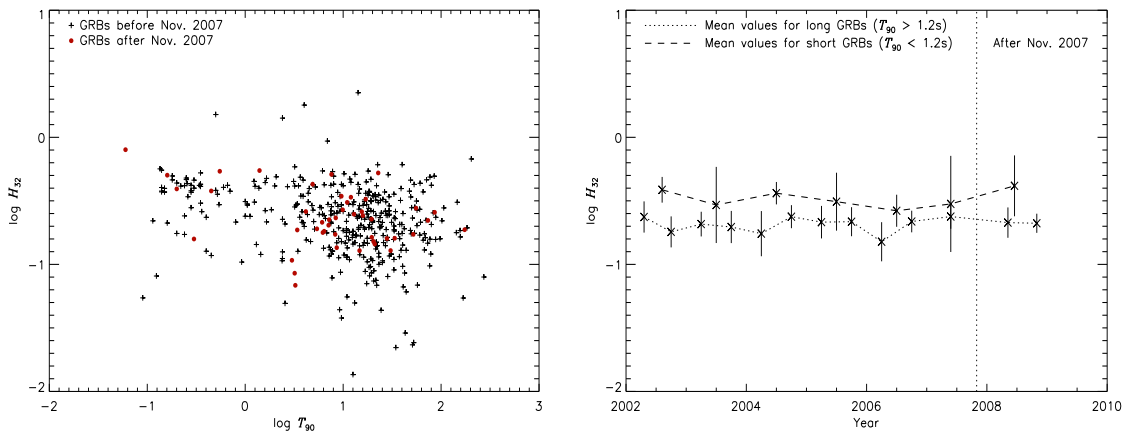 + GRBs before Nov. 2007
● GRBs after Nov. 2007
1
0
−1
−2
log H32
−2 −1 0 1 2 3
log T90
Mean values for long GRBs (T90 > 1.2s)
Mean values for short GRBs (T90 < 1.2s)
After Nov. 2007
1
0
−1
−2
log H32
2002 2004 2006 2008 2010
Year